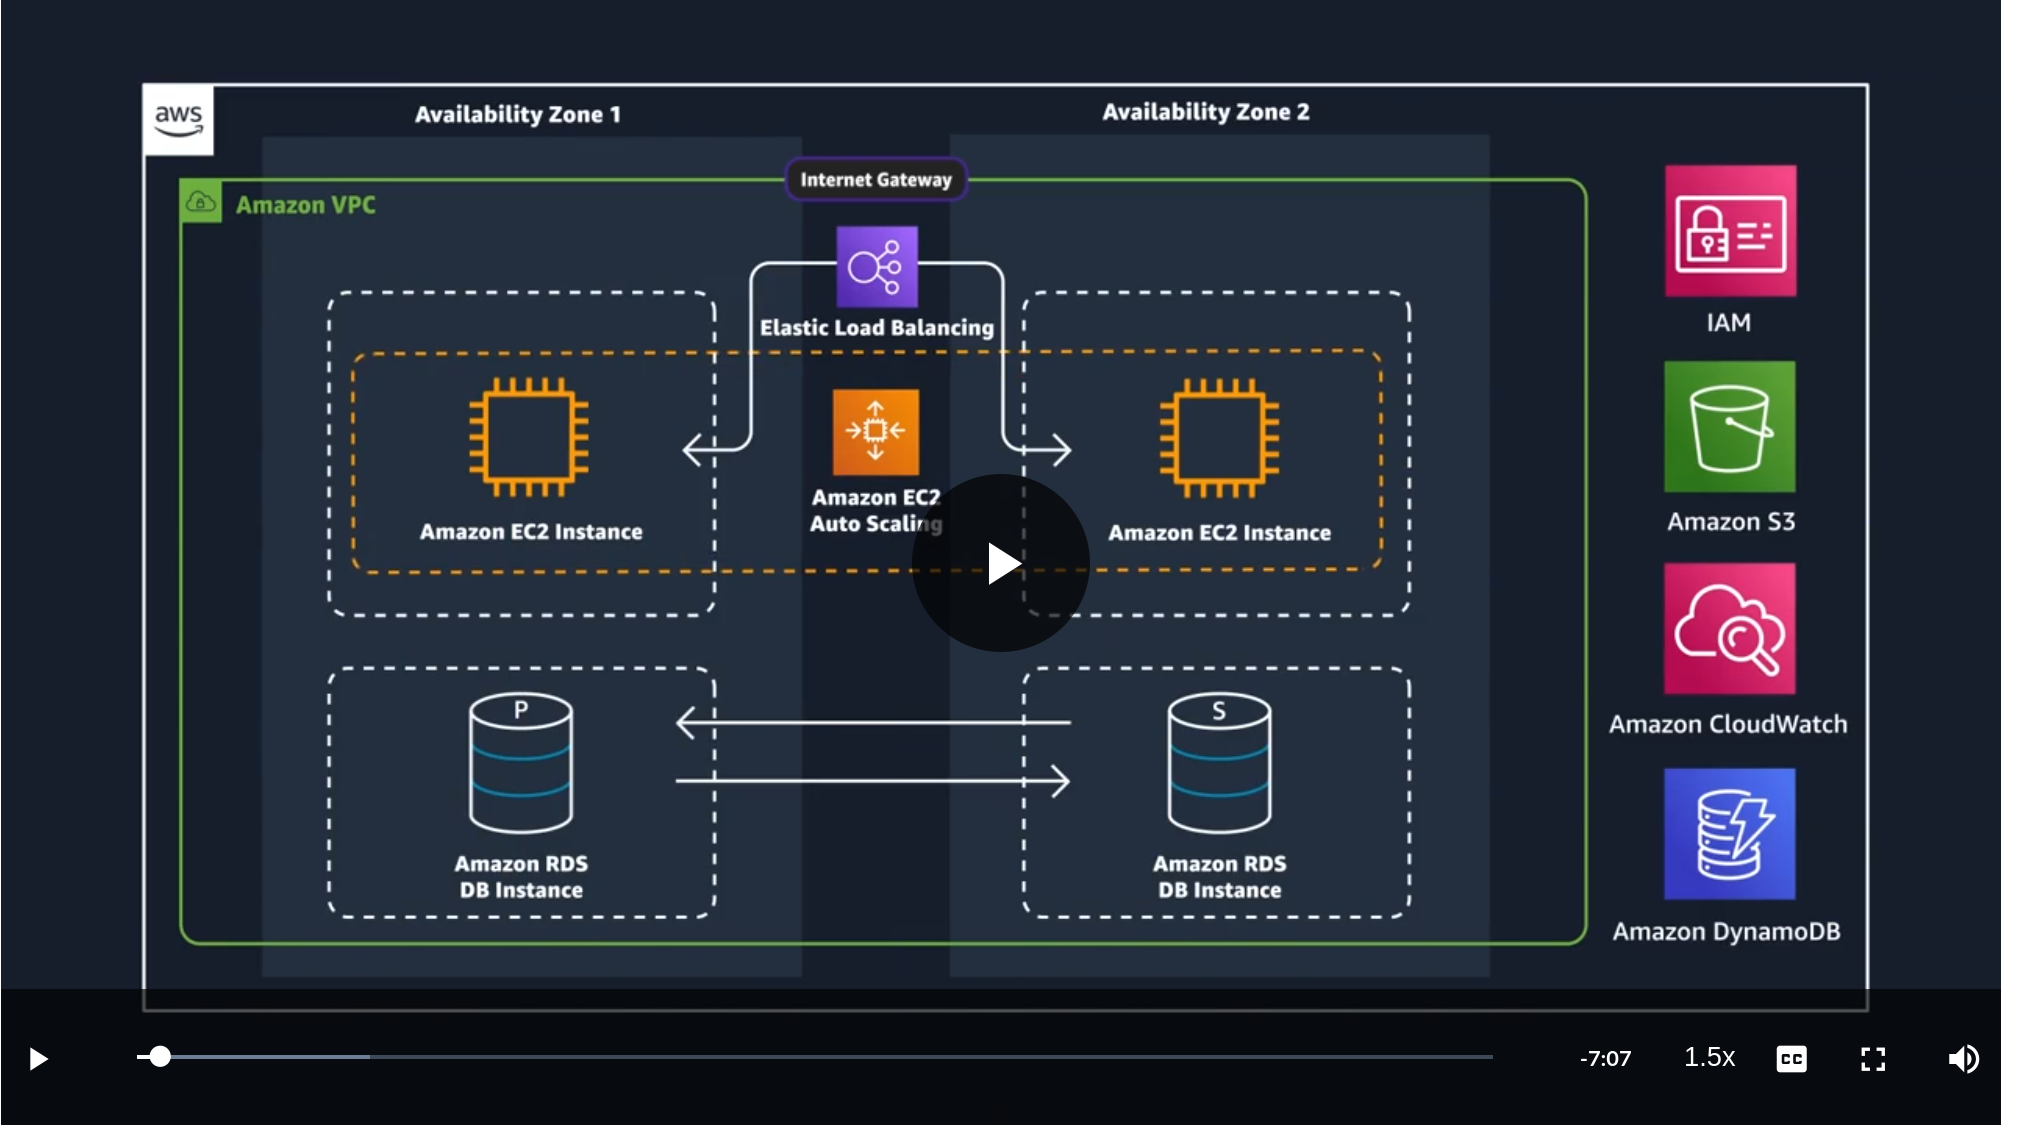 aws
Availability Zone 1
Availability Zone 2
Internet Gateway
Amazon VPC
Elastic Load Balancing
Amazon EC2
Auto Scaling
Amazon EC2 Instance
Amazon EC2 Instance
P
S
Amazon RDS
DB Instance
Amazon RDS
DB Instance
IAM
Amazon S3
Amazon CloudWatch
Amazon DynamoDB
-7:07
1.5x
CC